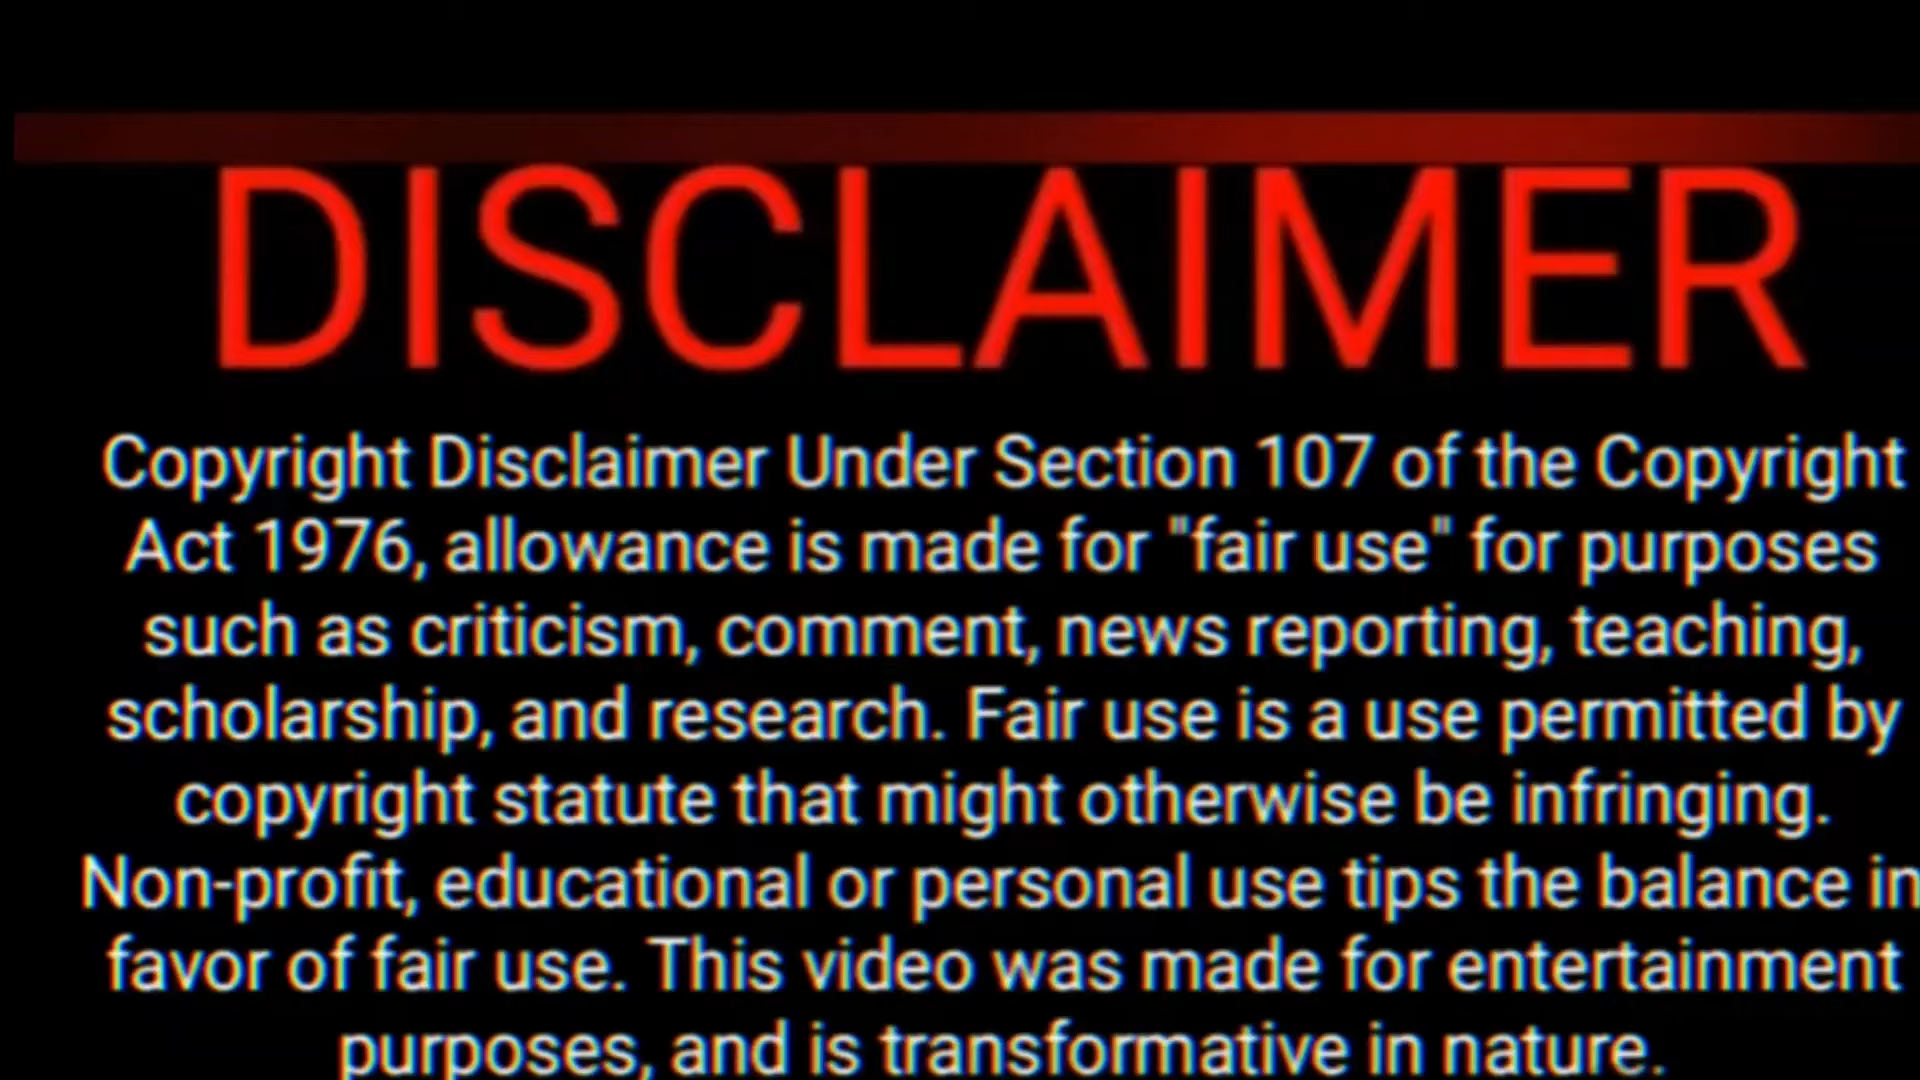 DISCLAIMER
Copyright Disclaimer Under Section 107 of the Copyright
Act 1976, allowance is made for "fair use" for purposes
such as criticism, comment, news reporting, teaching,
scholarship, and research. Fair use is a use permitted by
copyright statute that might otherwise be infringing.
Non-profit, educational or personal use tips the balance in
favor of fair use. This video was made for entertainment
purposes, and is transformative in nature.